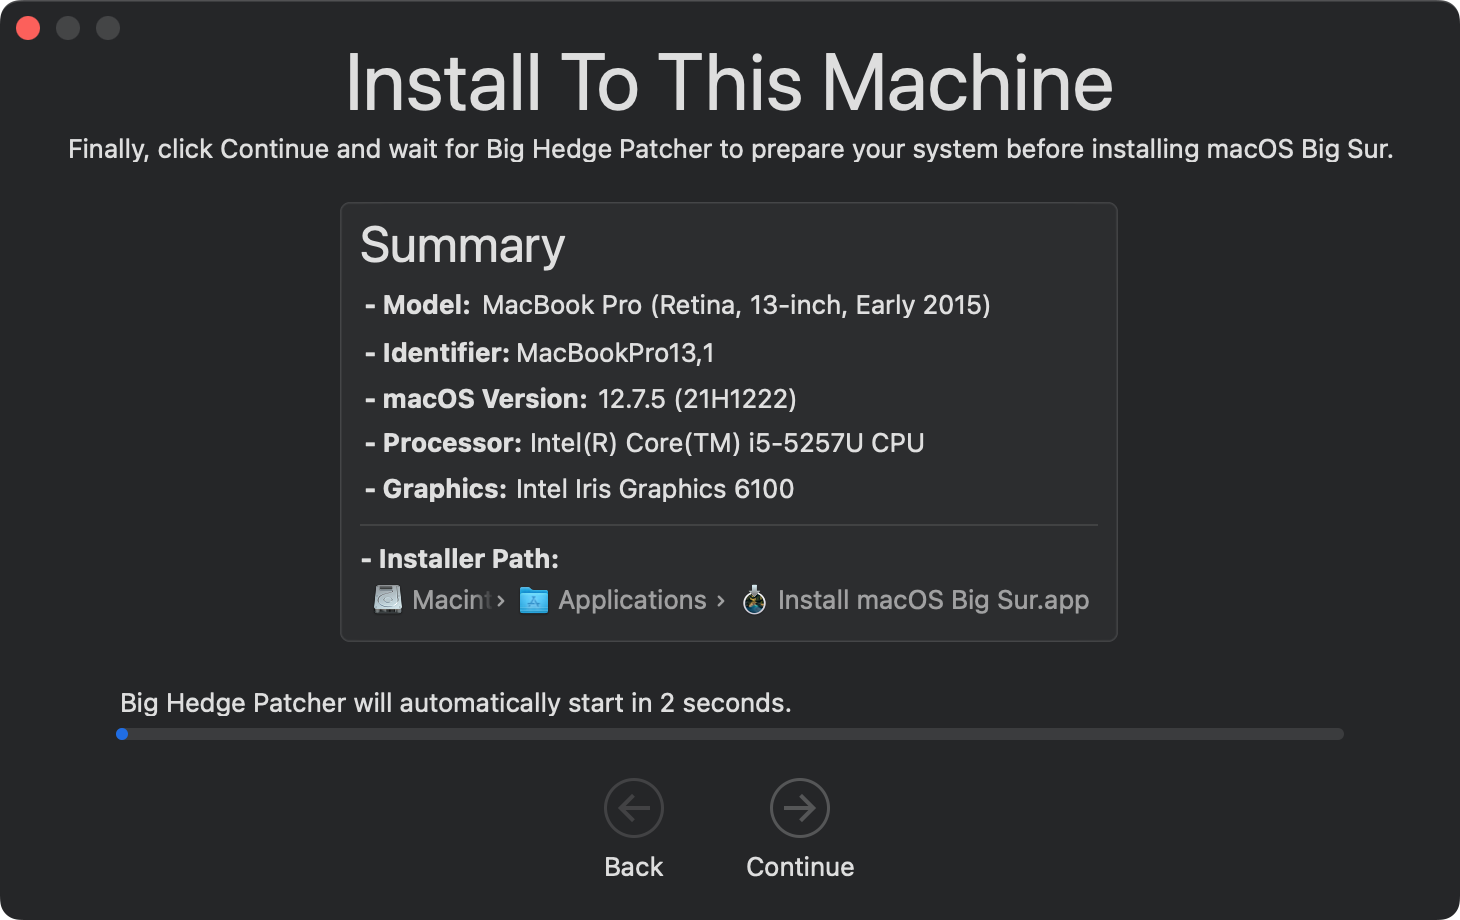 Install To This Machine
Finally, click Continue and wait for Big Hedge Patcher to prepare your system before installing macOS Big Sur.
Summary
- Model: MacBook Pro (Retina, 13-inch, Early 2015)
- Identifier: MacBookPro13,1
- macOS Version: 12.7.5 (21H1222)
- Processor: Intel(R) Core(TM) i5-5257U CPU
- Graphics: Intel Iris Graphics 6100
- Installer Path:
Macint › Applications › Install macOS Big Sur.app
Big Hedge Patcher will automatically start in 2 seconds.
Back Continue